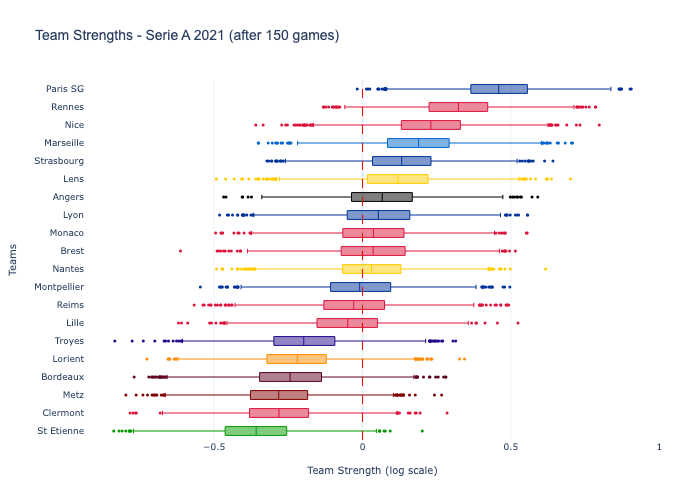 Team Strengths - Serie A 2021 (after 150 games)
Paris SG
Rennes
Nice
Marseille
Strasbourg
Lens
Angers
Lyon
Monaco
Brest
Nantes
Montpellier
Reims
Lille
Troyes
Lorient
Bordeaux
Metz
Clermont
St Etienne
Teams
−0.5 0 0.5 1
Team Strength (log scale)